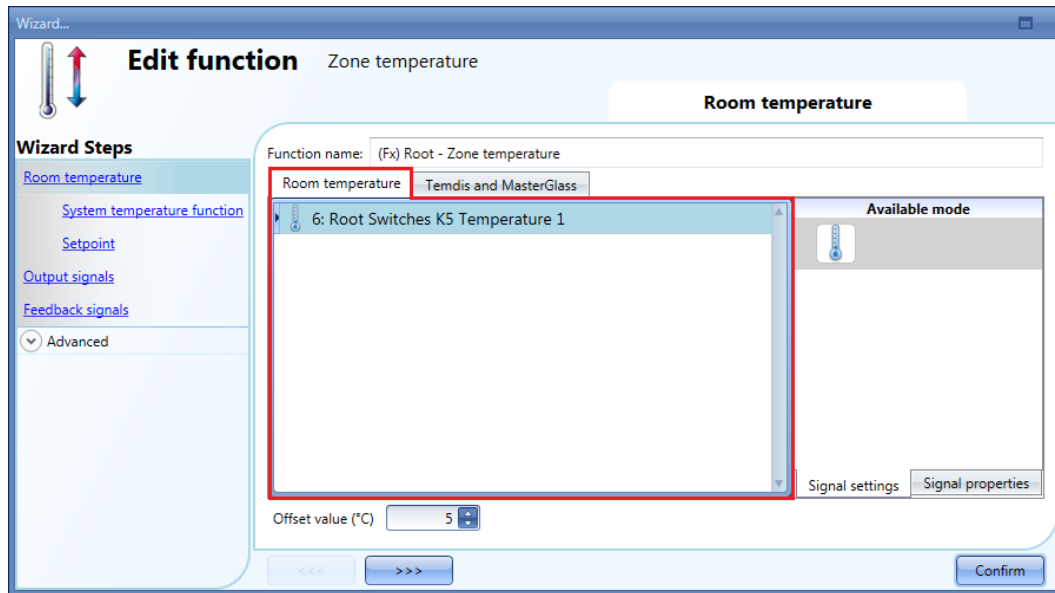 Wizard...
Edit function Zone temperature
Room temperature
Wizard Steps
Room temperature
System temperature function
Setpoint
Output signals
Feedback signals
Advanced
Function name: (Fx) Root - Zone temperature
Room temperature Temdis and MasterGlass
6: Root Switches K5 Temperature 1
Available mode
Signal settings Signal properties
Offset value (°C) 5
<<< >>> Confirm